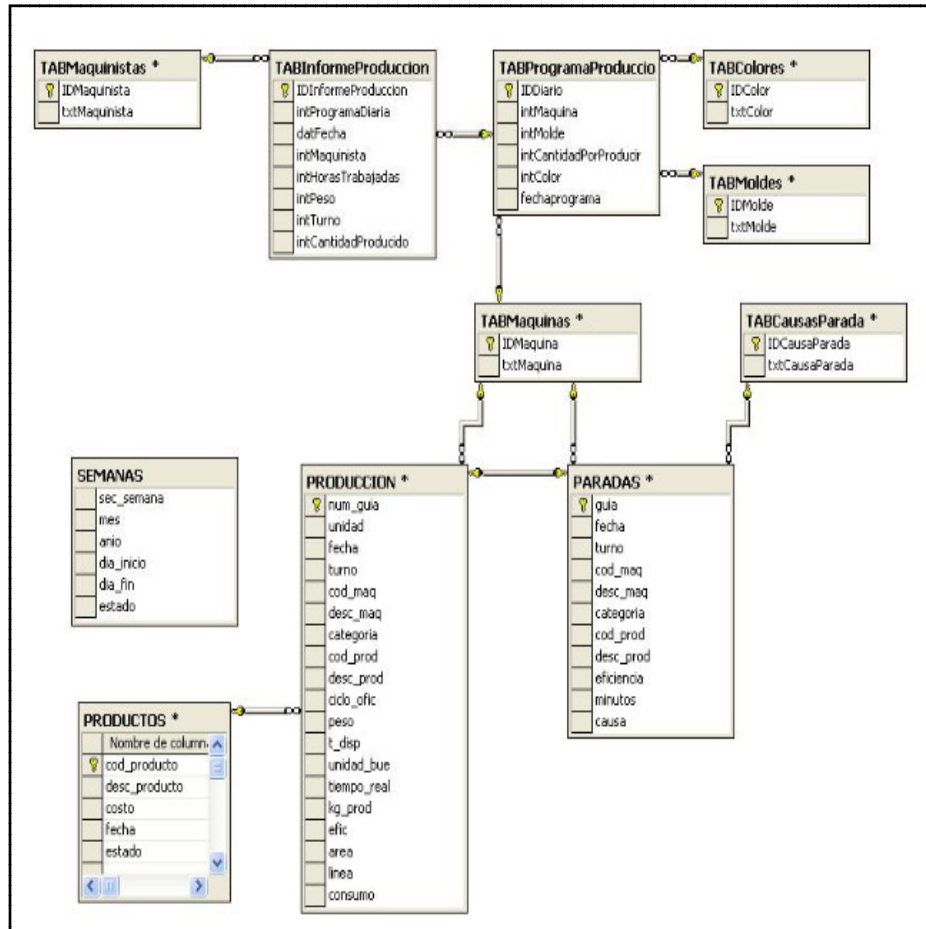 TABMaquinistas *
IDMaquinista
txtMaquinista
TABInformeProduccion
IDInformeProduccion
intProgramaDiaria
datFecha
intMaquinista
intHorasTrabajadas
intPeso
intTurno
intCantidadProducido
TABProgramaProduccio
IDDiario
intMaquina
intMolde
intCantidadPorProducir
intColor
fechaprograma
TABColores *
IDColor
txtColor
TABMoldes *
IDMolde
txtMolde
TABMaquinas *
IDMaquina
txtMaquina
TABCausasParada *
IDCausaParada
txtCausaParada
SEMANAS
sec_semana
mes
anio
dia_inicio
dia_fin
estado
PRODUCCION *
num_guia
unidad
fecha
turno
cod_maq
desc_maq
categoria
cod_prod
desc_prod
ciclo_ofic
peso
t_disp
unidad_bue
tiempo_real
kg_prod
efic
area
linea
consumo
PARADAS *
guia
fecha
turno
cod_maq
desc_maq
categoria
cod_prod
desc_prod
eficiencia
minutos
causa
PRODUCTOS *
Nombre de column
cod_producto
desc_producto
costo
fecha
estado